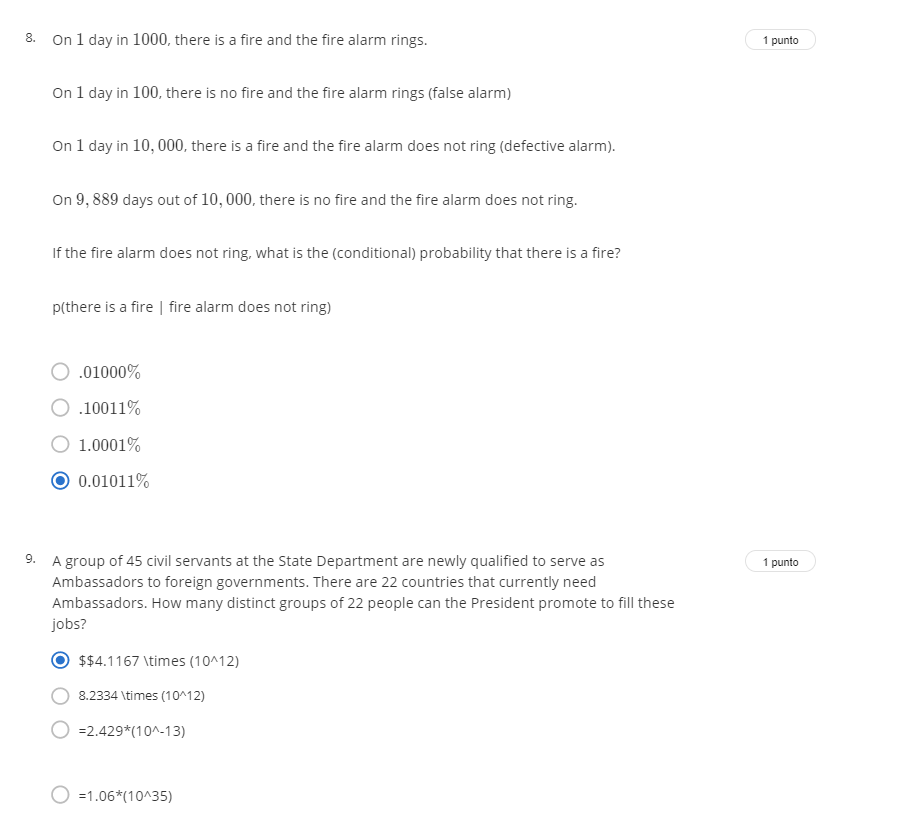 8. On 1 day in 1000, there is a fire and the fire alarm rings.
1 punto
On 1 day in 100, there is no fire and the fire alarm rings (false alarm)
On 1 day in 10,000, there is a fire and the fire alarm does not ring (defective alarm).
On 9,889 days out of 10,000, there is no fire and the fire alarm does not ring.
If the fire alarm does not ring, what is the (conditional) probability that there is a fire?
p(there is a fire | fire alarm does not ring)
.01000%
.10011%
1.0001%
0.01011%
9. A group of 45 civil servants at the State Department are newly qualified to serve as
1 punto
Ambassadors to foreign governments. There are 22 countries that currently need
Ambassadors. How many distinct groups of 22 people can the President promote to fill these
jobs?
$$4.1167 \times (10^12)
8.2334 \times (10^12)
=2.429*(10^-13)
=1.06*(10^35)